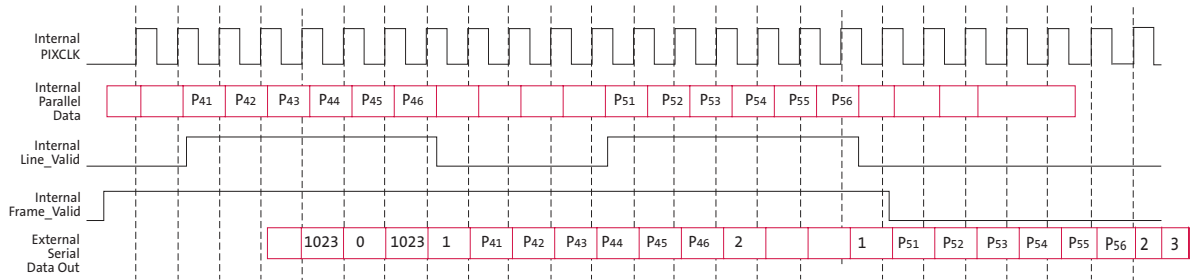 Internal
PIXCLK
Internal
Parallel
Data
P41 P42 P43 P44 P45 P46 P51 P52 P53 P54 P55 P56
Internal
Line_Valid
Internal
Frame_Valid
External
Serial
Data Out
1023 0 1023 1 P41 P42 P43 P44 P45 P46 2 1 P51 P52 P53 P54 P55 P56 2 3